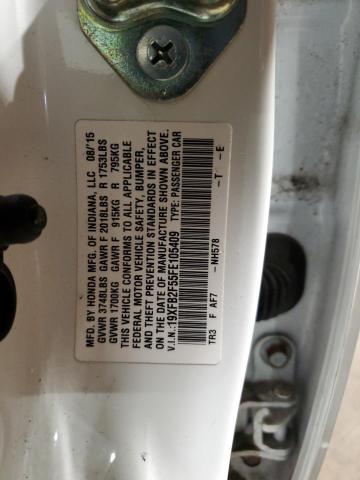 MFD. BY HONDA MFG. OF INDIANA, LLC 08/'15
GVWR 3748LBS GAWR F 2018LBS R 1753LBS
GVWR 1700KG GAWR F 915KG R 795KG
THIS VEHICLE CONFORMS TO ALL APPLICABLE
FEDERAL MOTOR VEHICLE SAFETY, BUMPER,
AND THEFT PREVENTION STANDARDS IN EFFECT
ON THE DATE OF MANUFACTURE SHOWN ABOVE.
V.I.N.:19XFB2F55FE105409 TYPE: PASSENGER CAR
-NH578 -T -E
TR3 F AF7